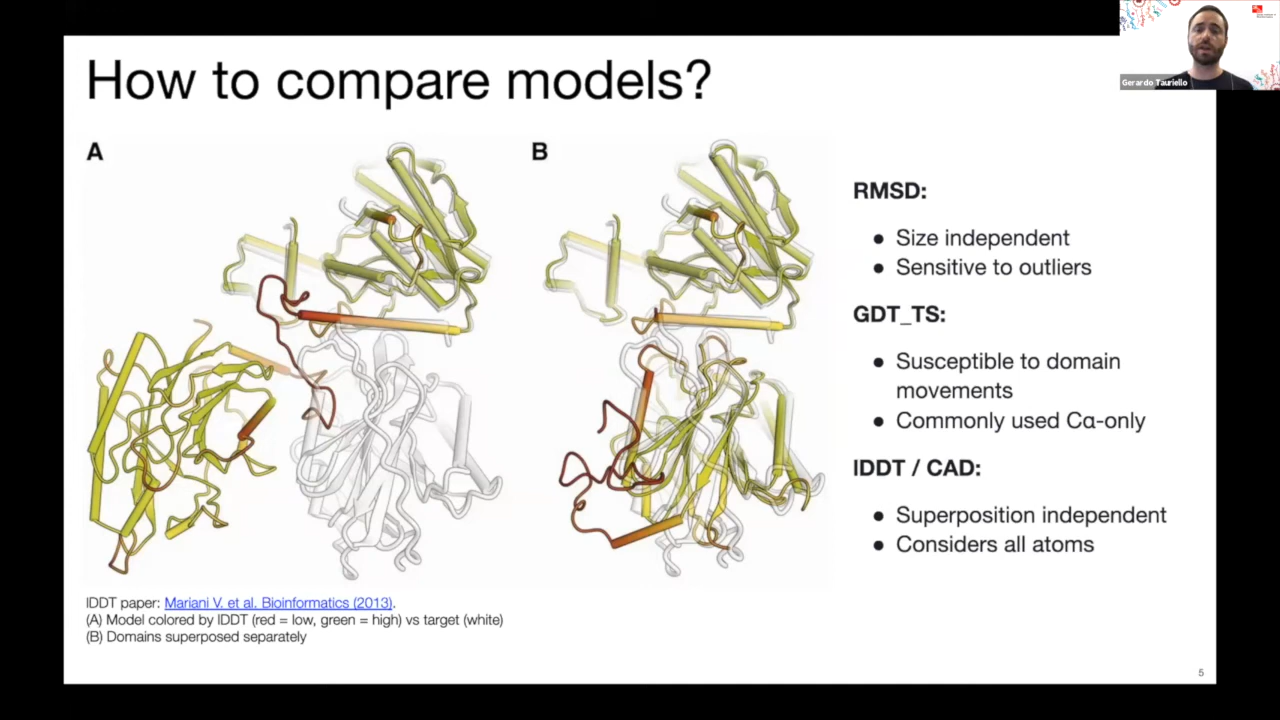 How to compare models?
Gerardo Tauriello
A
B
RMSD:
● Size independent
● Sensitive to outliers
GDT_TS:
● Susceptible to domain
movements
● Commonly used Cα-only
lDDT / CAD:
● Superposition independent
● Considers all atoms
lDDT paper: Mariani V. et al. Bioinformatics (2013).
(A) Model colored by lDDT (red = low, green = high) vs target (white)
(B) Domains superposed separately
5